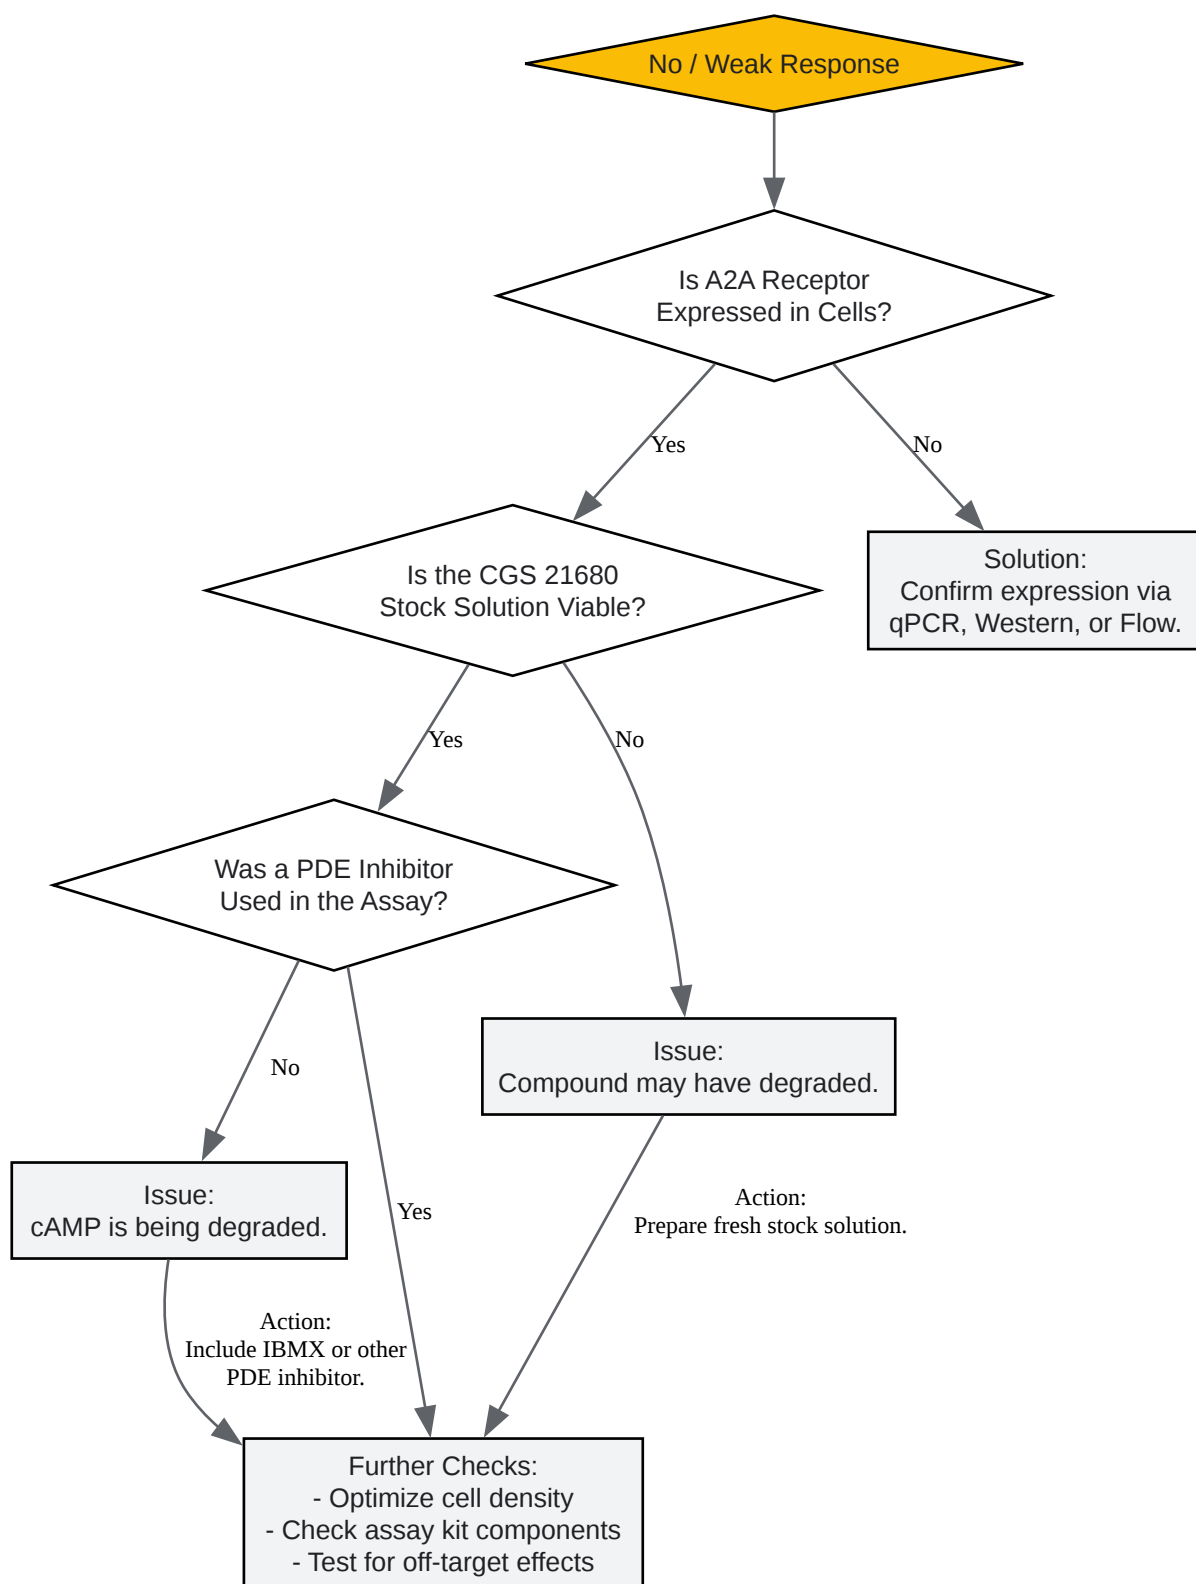 No / Weak Response
Is A2A Receptor
Expressed in Cells?
Yes
No
Is the CGS 21680
Stock Solution Viable?
Solution:
Confirm expression via
qPCR, Western, or Flow.
Yes
No
Was a PDE Inhibitor
Used in the Assay?
Issue:
Compound may have degraded.
No
Issue:
cAMP is being degraded.
Yes
Action:
Prepare fresh stock solution.
Action:
Include IBMX or other
PDE inhibitor.
Further Checks:
- Optimize cell density
- Check assay kit components
- Test for off-target effects